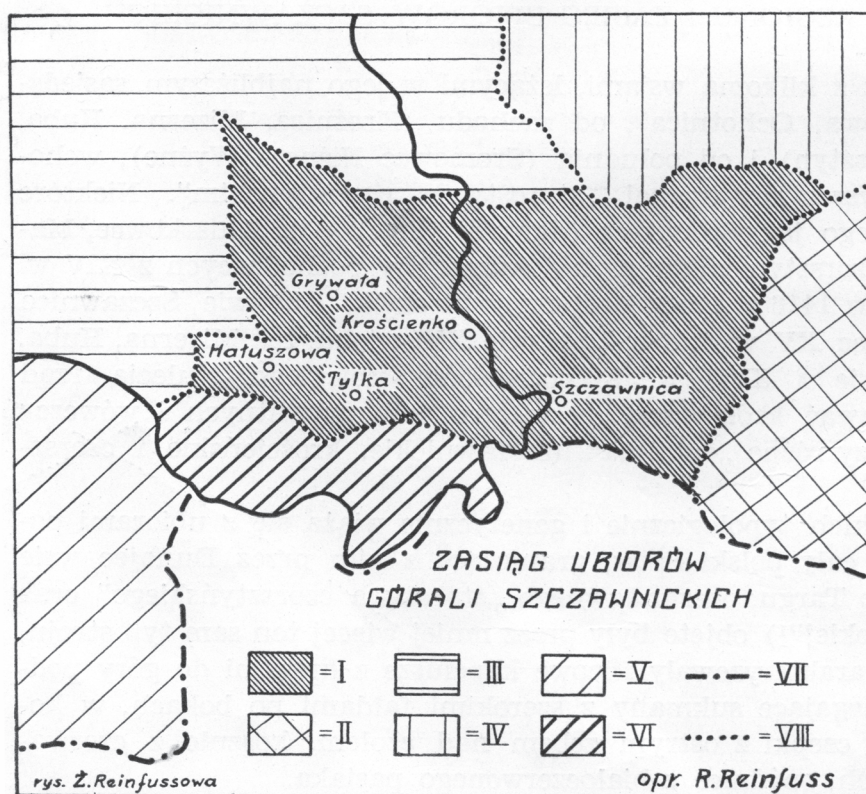 Grywałd
Krościenko
Hałuszowa
Tylka
Szczawnica
ZASIĄG UBIORÓW
GÓRALI SZCZAWNICKICH
=I =III =V =VII
=II =IV =VI =VIII
rys. Ż.Reinfussowa opr. R.Reinfuss